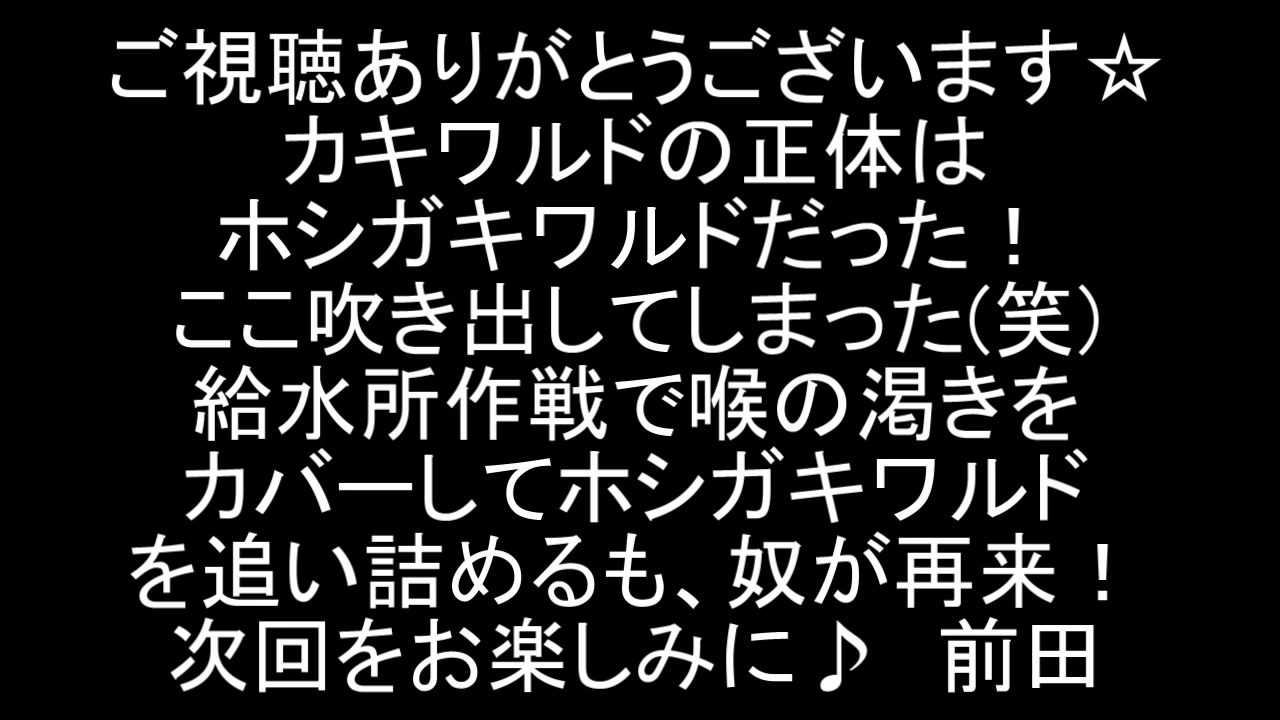 ご視聴ありがとうございます☆
カキワルドの正体は
ホシガキワルドだった！
ここ吹き出してしまった(笑)
給水所作戦で喉の渇きを
カバーしてホシガキワルド
を追い詰めるも、奴が再来！
次回をお楽しみに♪　前田